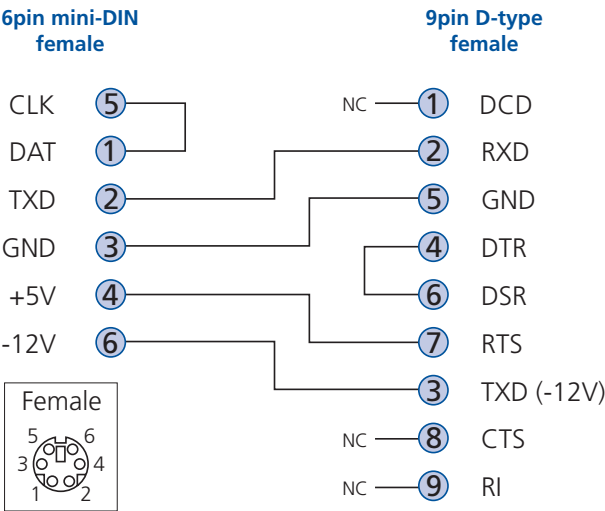 6pin mini-DIN
female
9pin D-type
female
CLK 5
NC 1 DCD
DAT 1
2 RXD
TXD 2
5 GND
GND 3
4 DTR
+5V 4
6 DSR
-12V 6
7 RTS
3 TXD (-12V)
NC 8 CTS
NC 9 RI
Female
5 6
3 4
1 2